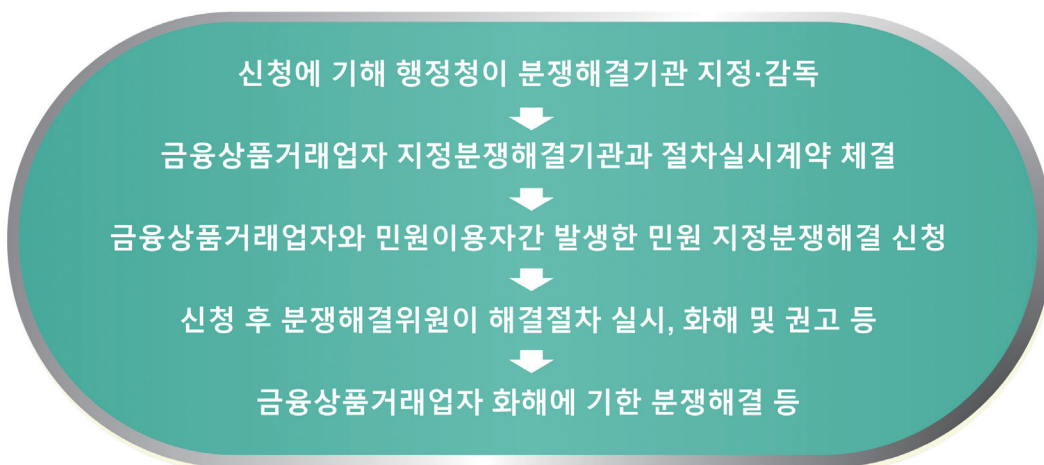 신청에 기해 행정청이 분쟁해결기관 지정·감독
금융상품거래업자 지정분쟁해결기관과 절차실시계약 체결
금융상품거래업자와 민원이용자간 발생한 민원 지정분쟁해결 신청
신청 후 분쟁해결위원이 해결절차 실시, 화해 및 권고 등
금융상품거래업자 화해에 기한 분쟁해결 등